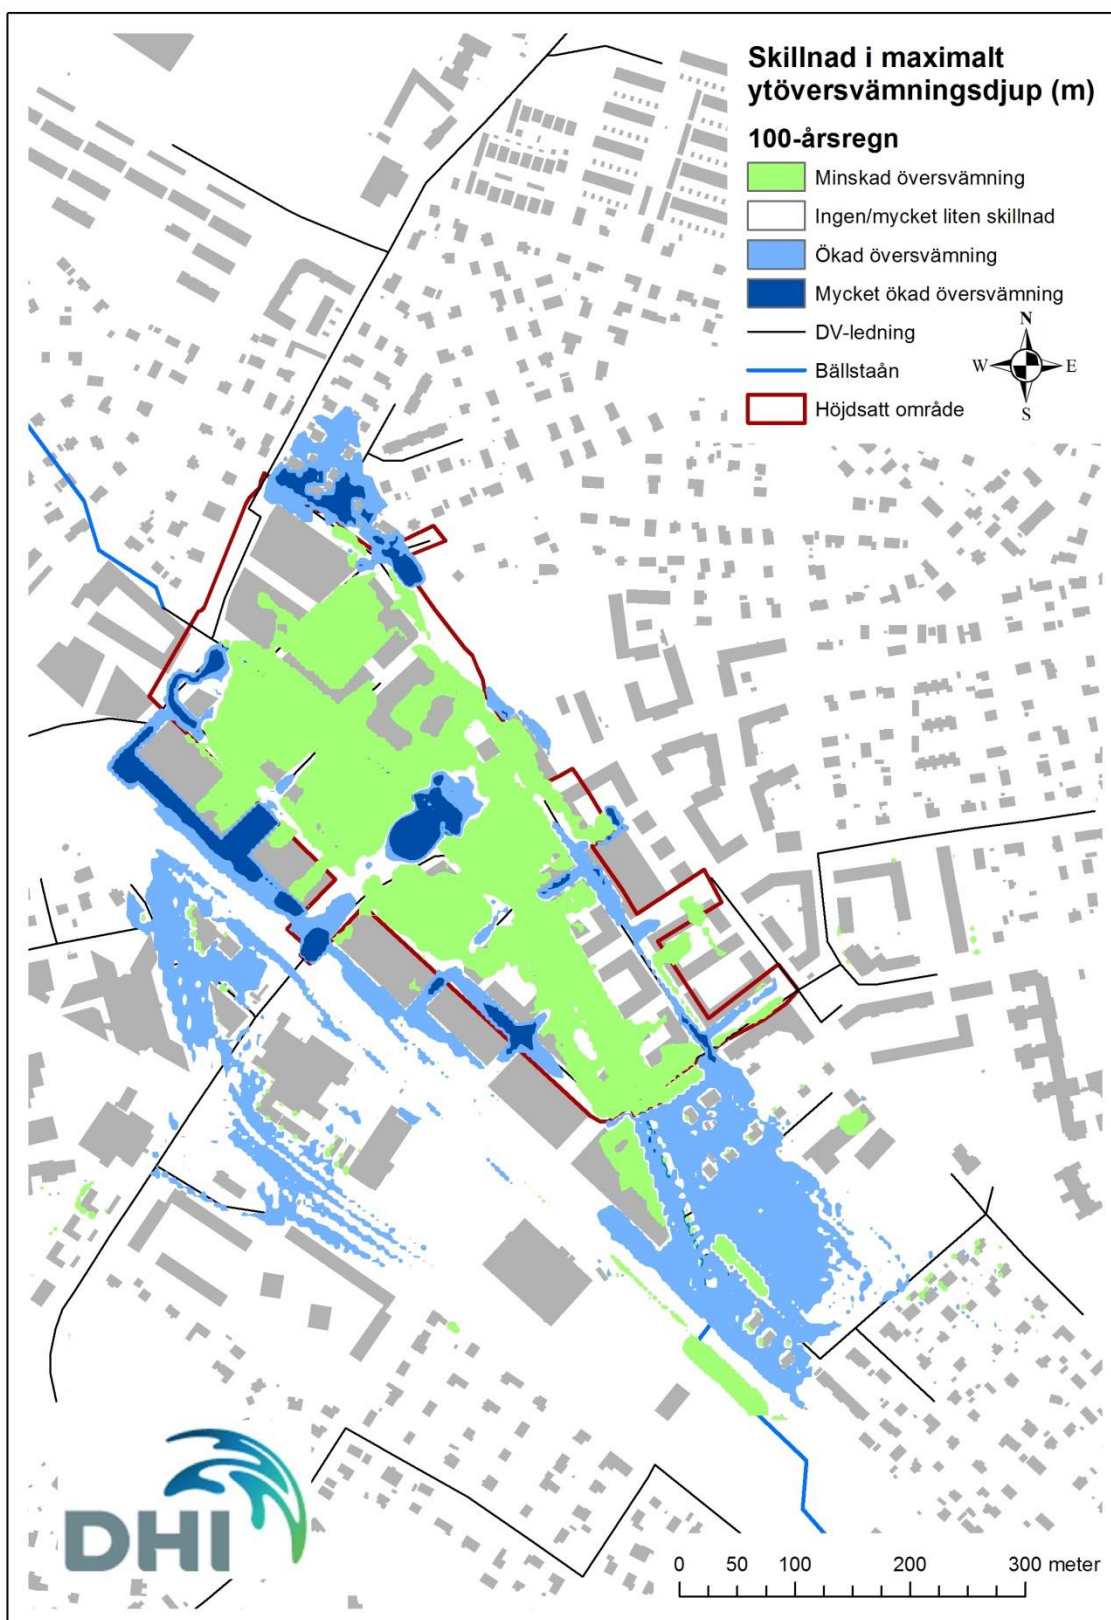 Skillnad i maximalt
ytöversvämningsdjup (m)
100-årsregn
Minskad översvämning
Ingen/mycket liten skillnad
Ökad översvämning
Mycket ökad översvämning
DV-ledning
Bällstaån
Höjdsatt område
N
W E
S
DHI
0 50 100 200 300 meter